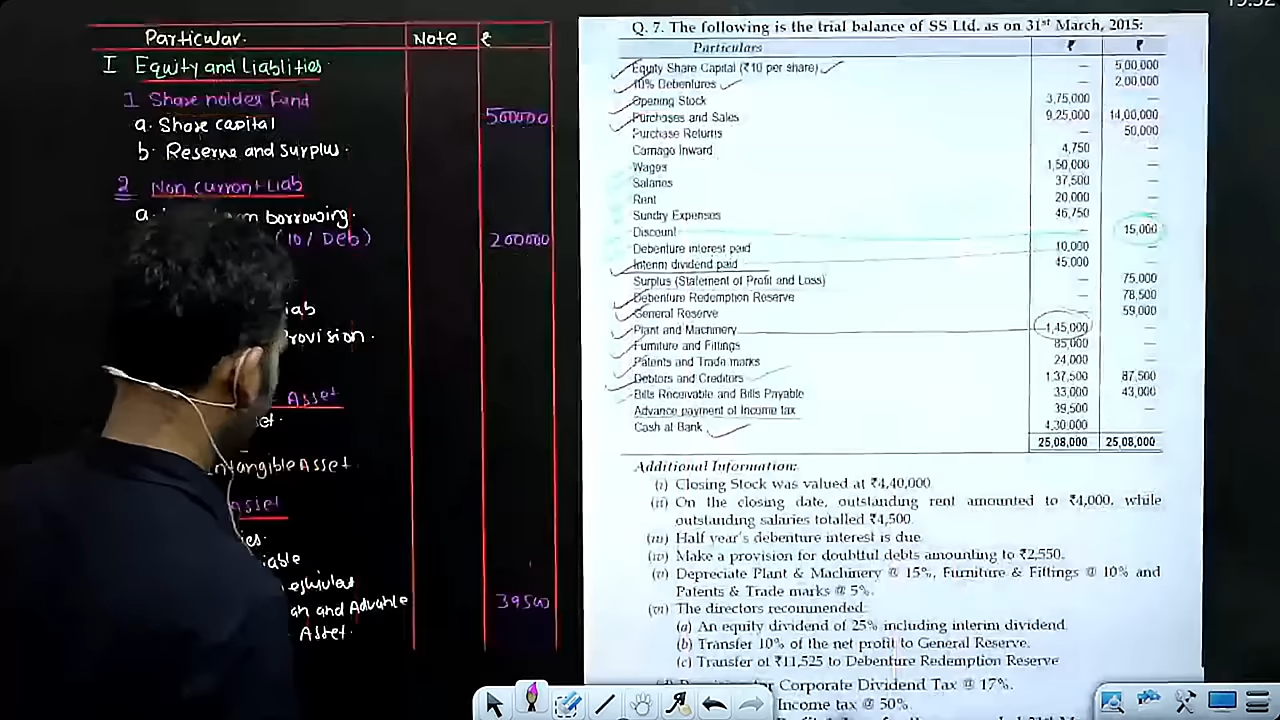 15:52
Particular.
Note
₹
I Equity and Liablities
1 Shareholder Fund
a. Share capital
500000
b. Reserve and Surplus.
2 Non current Liab
a.
borrowing.
(10% Deb)
200000
iab
rovision.
Asset
set.
ntangible Asset.
Asset
ies.
iable
an and Advable
39500
Asset.
Q. 7. The following is the trial balance of SS Ltd. as on 31st March, 2015:
Particulars ₹ ₹
Equity Share Capital (₹10 per share) — 5,00,000
10% Debentures — 2,00,000
Opening Stock 3,75,000 —
Purchases and Sales 9,25,000 14,00,000
Purchase Returns — 50,000
Carriage Inward 4,750 —
Wages 1,50,000 —
Salaries 37,500 —
Rent 20,000 —
Sundry Expenses 46,750 —
Discount — 15,000
Debenture interest paid 10,000 —
Interim dividend paid 45,000 —
Surplus (Statement of Profit and Loss) — 75,000
Debenture Redemption Reserve — 78,500
General Reserve — 59,000
Plant and Machinery 1,45,000 —
Furniture and Fittings 85,000 —
Patents and Trade marks 24,000 —
Debtors and Creditors 1,37,500 87,500
Bills Receivable and Bills Payable 33,000 43,000
Advance payment of Income tax 39,500 —
Cash at Bank 4,30,000 —
25,08,000 25,08,000
Additional Information:
(i) Closing Stock was valued at ₹4,40,000
(ii) On the closing date, outstanding rent amounted to ₹4,000, while
outstanding salaries totalled ₹4,500.
(iii) Half year's debenture interest is due.
(iv) Make a provision for doubtful debts amounting to ₹2,550.
(v) Depreciate Plant & Machinery @ 15%, Furniture & Fittings @ 10% and
Patents & Trade marks @ 5%.
(vi) The directors recommended:
(a) An equity dividend of 25% including interim dividend.
(b) Transfer 10% of the net profit to General Reserve.
(c) Transfer of ₹11,525 to Debenture Redemption Reserve
for Corporate Dividend Tax @ 17%.
Income tax @ 50%.